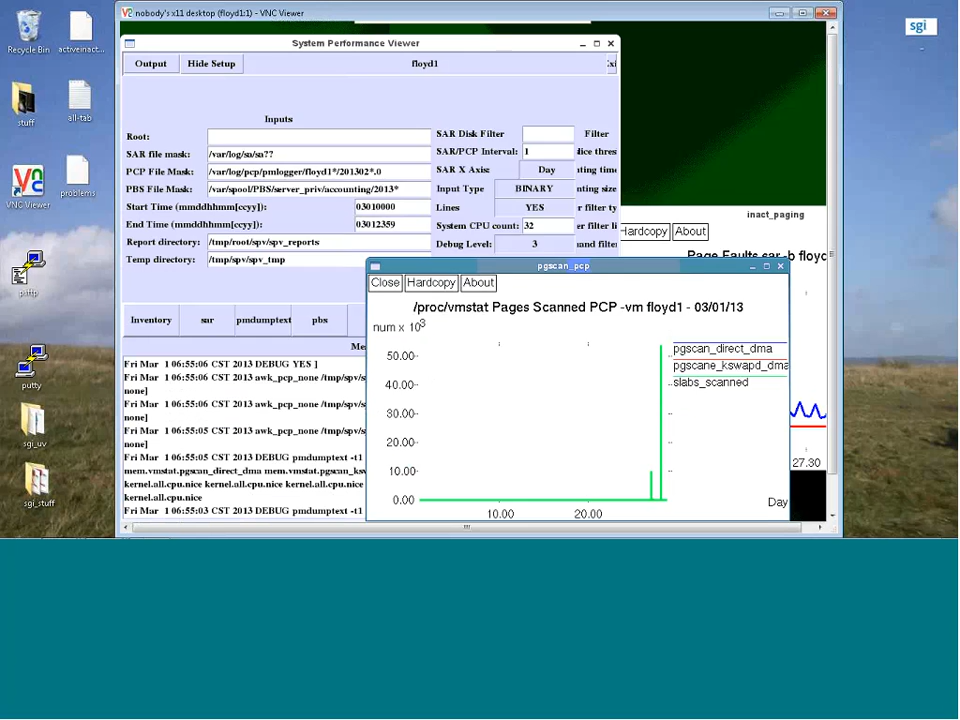 nobody's x11 desktop (floyd1:1) - VNC Viewer
Recycle Bin
activeinact...
stuff
all-tab
VNC Viewer
problems
psftp
putty
sgi_uv
sgi_stuff
sgi
System Performance Viewer
Output
Hide Setup
floyd1
Inputs
Root:
SAR file mask: /var/log/sa/sa??
PCP File Mask: /var/log/pcp/pmlogger/floyd1*/201302*.0
PBS File Mask: /var/spool/PBS/server_priv/accounting/2013*
Start Time (mmddhhmm[ccyy]): 03010000
End Time (mmddhhmm[ccyy]): 03012359
Report directory: /tmp/root/spv/spv_reports
Temp directory: /tmp/spv/spv_tmp
SAR Disk Filter Filter
SAR/PCP Interval: 1
SAR X Axis: Day
Input Type BINARY
Lines YES
System CPU count: 32
Debug Level: 3
Inventory sar pmdumptext pbs
Fri Mar 1 06:55:06 CST 2013 DEBUG YES ]
Fri Mar 1 06:55:06 CST 2013 awk_pcp_none /tmp/spv/s
none]
Fri Mar 1 06:55:06 CST 2013 awk_pcp_none /tmp/spv/s
none]
Fri Mar 1 06:55:05 CST 2013 awk_pcp_none /tmp/spv/s
none]
Fri Mar 1 06:55:05 CST 2013 DEBUG pmdumptext -t1
mem.vmstat.pgscan_direct_dma mem.vmstat.pgscan_ks
kernel.all.cpu.nice kernel.all.cpu.nice kernel.all.cpu.nice
kernel.all.cpu.nice
Fri Mar 1 06:55:03 CST 2013 DEBUG pmdumptext -t1
inact_paging
Hardcopy About
Page Faults sar -b floyd
27.30
pgscan_pcp
Close Hardcopy About
/proc/vmstat Pages Scanned PCP -vm floyd1 - 03/01/13
num x 10³
50.00
40.00
30.00
20.00
10.00
0.00
10.00 20.00
Day
pgscan_direct_dma
pgscane_kswapd_dma
slabs_scanned